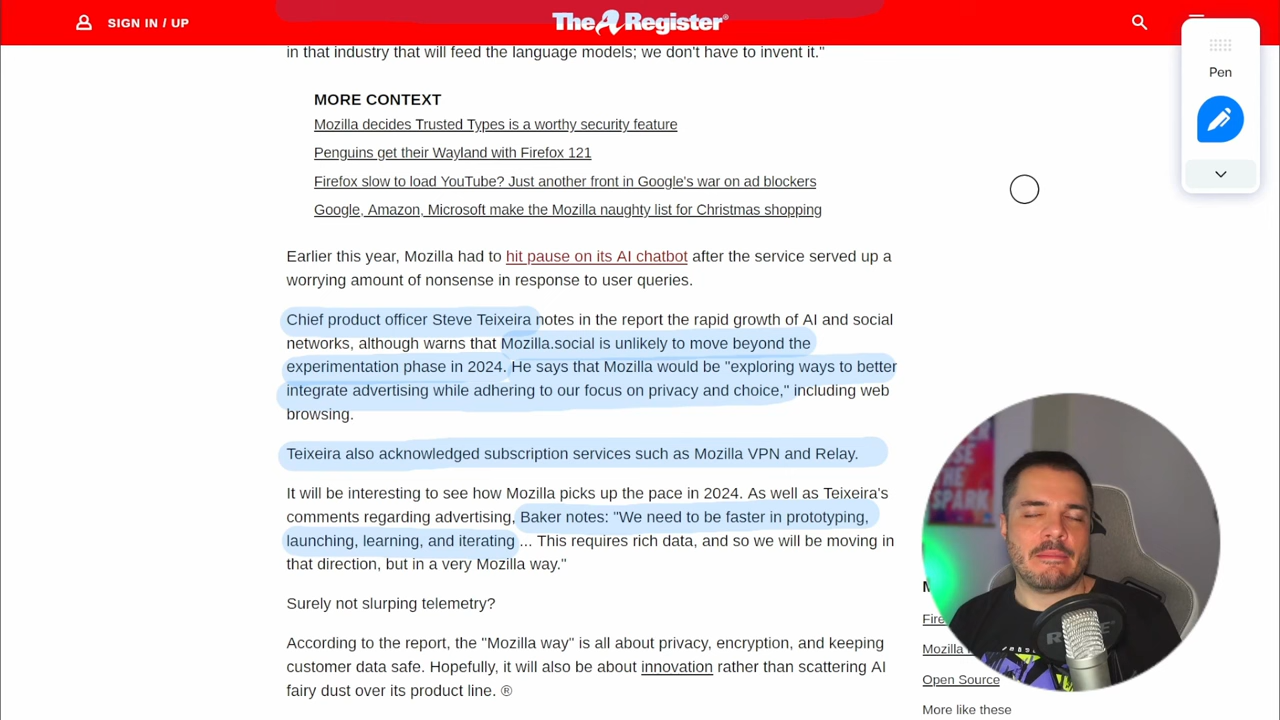 SIGN IN / UP
The Register®
Pen
in that industry that will feed the language models; we don't have to invent it."
MORE CONTEXT
Mozilla decides Trusted Types is a worthy security feature
Penguins get their Wayland with Firefox 121
Firefox slow to load YouTube? Just another front in Google's war on ad blockers
Google, Amazon, Microsoft make the Mozilla naughty list for Christmas shopping
Earlier this year, Mozilla had to hit pause on its AI chatbot after the service served up a
worrying amount of nonsense in response to user queries.
Chief product officer Steve Teixeira notes in the report the rapid growth of AI and social
networks, although warns that Mozilla.social is unlikely to move beyond the
experimentation phase in 2024. He says that Mozilla would be "exploring ways to better
integrate advertising while adhering to our focus on privacy and choice," including web
browsing.
Teixeira also acknowledged subscription services such as Mozilla VPN and Relay.
It will be interesting to see how Mozilla picks up the pace in 2024. As well as Teixeira's
comments regarding advertising, Baker notes: "We need to be faster in prototyping,
launching, learning, and iterating ... This requires rich data, and so we will be moving in
that direction, but in a very Mozilla way."
Surely not slurping telemetry?
According to the report, the "Mozilla way" is all about privacy, encryption, and keeping
customer data safe. Hopefully, it will also be about innovation rather than scattering AI
fairy dust over its product line. ®
Mozilla
Open Source
More like these
THE SPARK